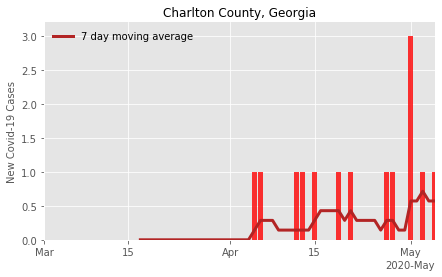 Charlton County, Georgia
7 day moving average
New Covid-19 Cases
3.0
2.5
2.0
1.5
1.0
0.5
0.0
Mar 15 Apr 15 May
2020-May